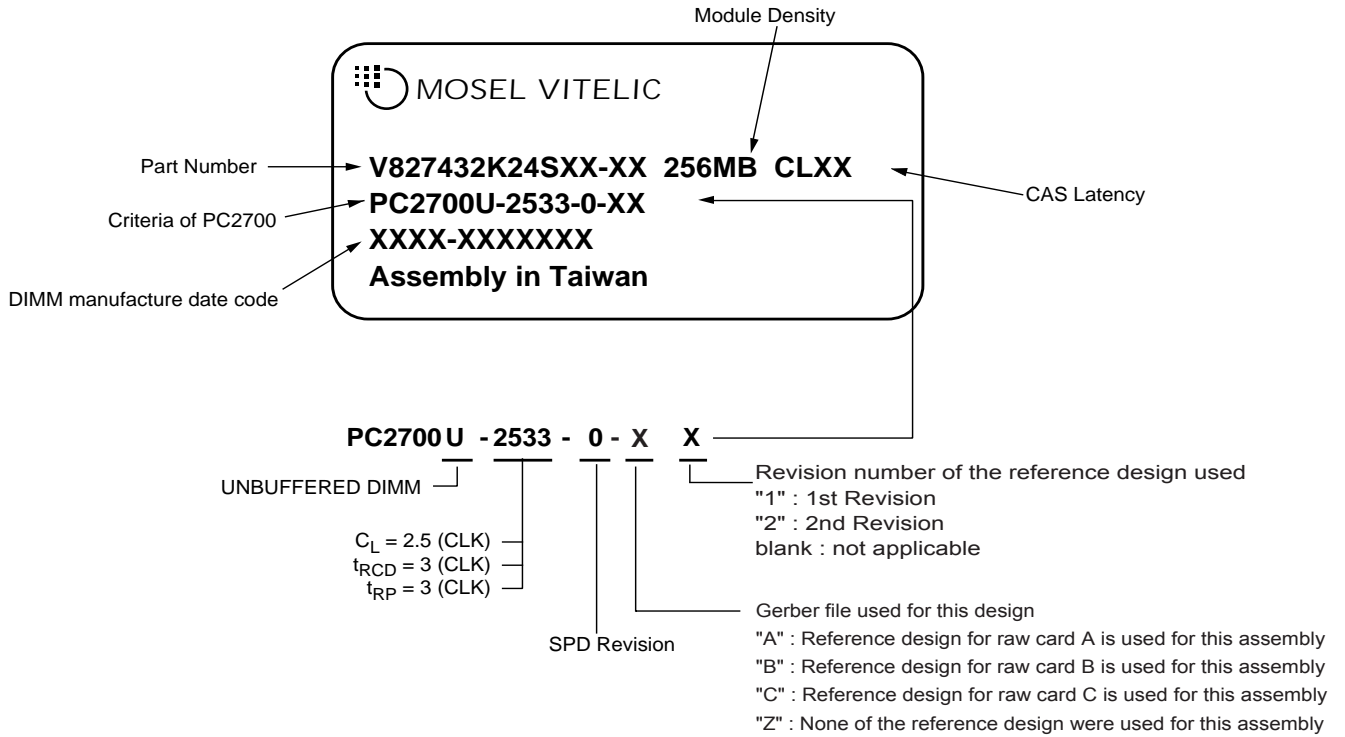 Module Density
MOSEL VITELIC
Part Number
V827432K24SXX-XX 256MB CLXX
CAS Latency
Criteria of PC2700
PC2700U-2533-0-XX
XXXX-XXXXXXX
DIMM manufacture date code
Assembly in Taiwan
PC2700 U - 2533 - 0 - X X
UNBUFFERED DIMM
Revision number of the reference design used
"1" : 1st Revision
"2" : 2nd Revision
blank : not applicable
CL = 2.5 (CLK)
tRCD = 3 (CLK)
tRP = 3 (CLK)
SPD Revision
Gerber file used for this design
"A" : Reference design for raw card A is used for this assembly
"B" : Reference design for raw card B is used for this assembly
"C" : Reference design for raw card C is used for this assembly
"Z" : None of the reference design were used for this assembly